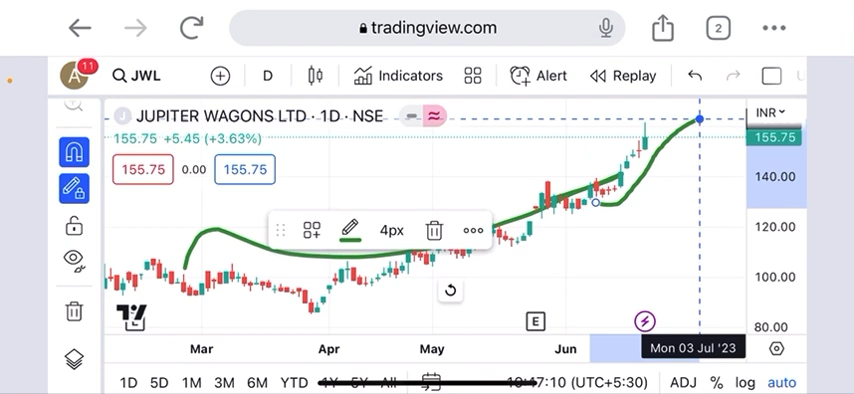 tradingview.com
2
A
11
JWL
D
Indicators
Alert
Replay
JUPITER WAGONS LTD · 1D · NSE
INR
155.75 +5.45 (+3.63%)
155.75
155.75
0.00
155.75
140.00
4px
120.00
100.00
E
80.00
Mar
Apr
May
Jun
Mon 03 Jul '23
1D
5D
1M
3M
6M
YTD
1Y
5Y
All
(UTC+5:30)
ADJ
%
log
auto